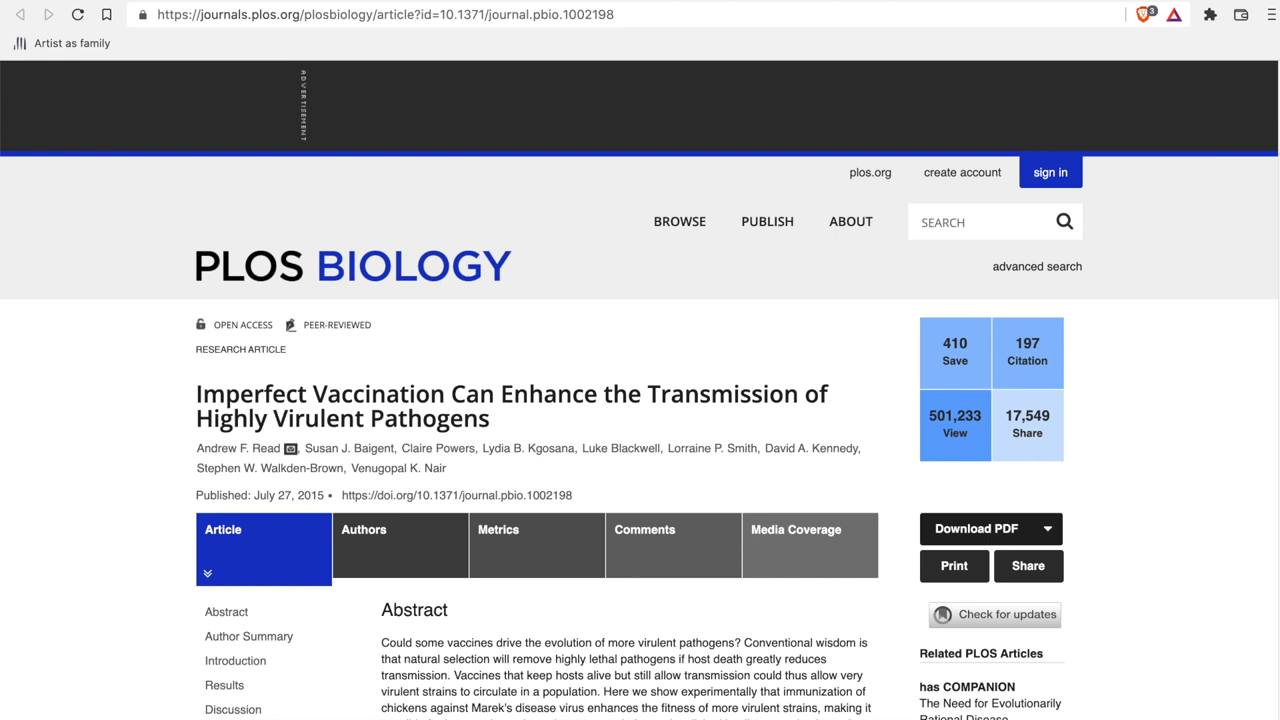 https://journals.plos.org/plosbiology/article?id=10.1371/journal.pbio.1002198
3
Artist as family
ADVERTISEMENT
plos.org
create account
sign in
BROWSE
PUBLISH
ABOUT
SEARCH
PLOS BIOLOGY
advanced search
OPEN ACCESS
PEER-REVIEWED
RESEARCH ARTICLE
Imperfect Vaccination Can Enhance the Transmission of
Highly Virulent Pathogens
Andrew F. Read, Susan J. Baigent, Claire Powers, Lydia B. Kgosana, Luke Blackwell, Lorraine P. Smith, David A. Kennedy,
Stephen W. Walkden-Brown, Venugopal K. Nair
Published: July 27, 2015 • https://doi.org/10.1371/journal.pbio.1002198
410
Save
197
Citation
501,233
View
17,549
Share
Article
Authors
Metrics
Comments
Media Coverage
Download PDF
Print
Share
Check for updates
Abstract
Author Summary
Introduction
Results
Discussion
Abstract
Could some vaccines drive the evolution of more virulent pathogens? Conventional wisdom is
that natural selection will remove highly lethal pathogens if host death greatly reduces
transmission. Vaccines that keep hosts alive but still allow transmission could thus allow very
virulent strains to circulate in a population. Here we show experimentally that immunization of
chickens against Marek's disease virus enhances the fitness of more virulent strains, making it
Related PLOS Articles
has COMPANION
The Need for Evolutionarily
Rational Disease